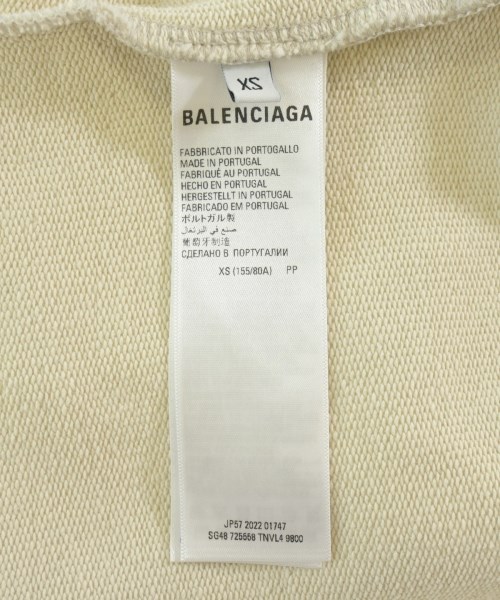 XS
BALENCIAGA
FABBRICATO IN PORTOGALLO
MADE IN PORTUGAL
FABRIQUÉ AU PORTUGAL
HECHO EN PORTUGAL
HERGESTELLT IN PORTUGAL
FABRICADO EM PORTUGAL
ポルトガル製
صنع في البرتغال
葡萄牙制造
СДЕЛАНО В ПОРТУГАЛИИ
XS (155/80A) PP
JP57 2022 01747
SG48 725558 TNVL4 9800